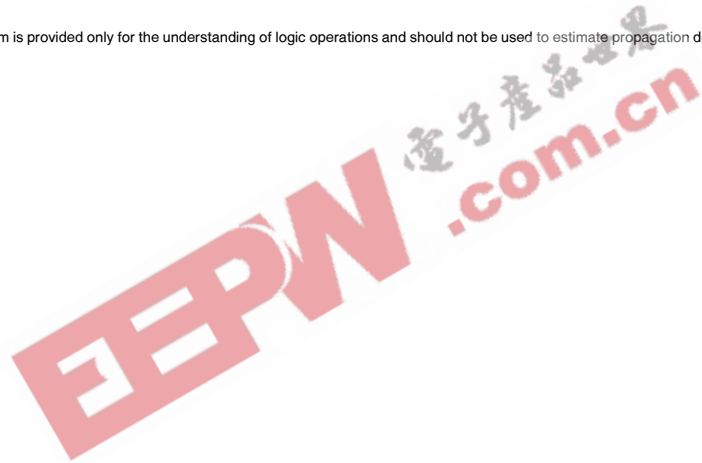 m is provided only for the understanding of logic operations and should not be used to estimate propagation d
電子產品世界
EEPW
.com.cn